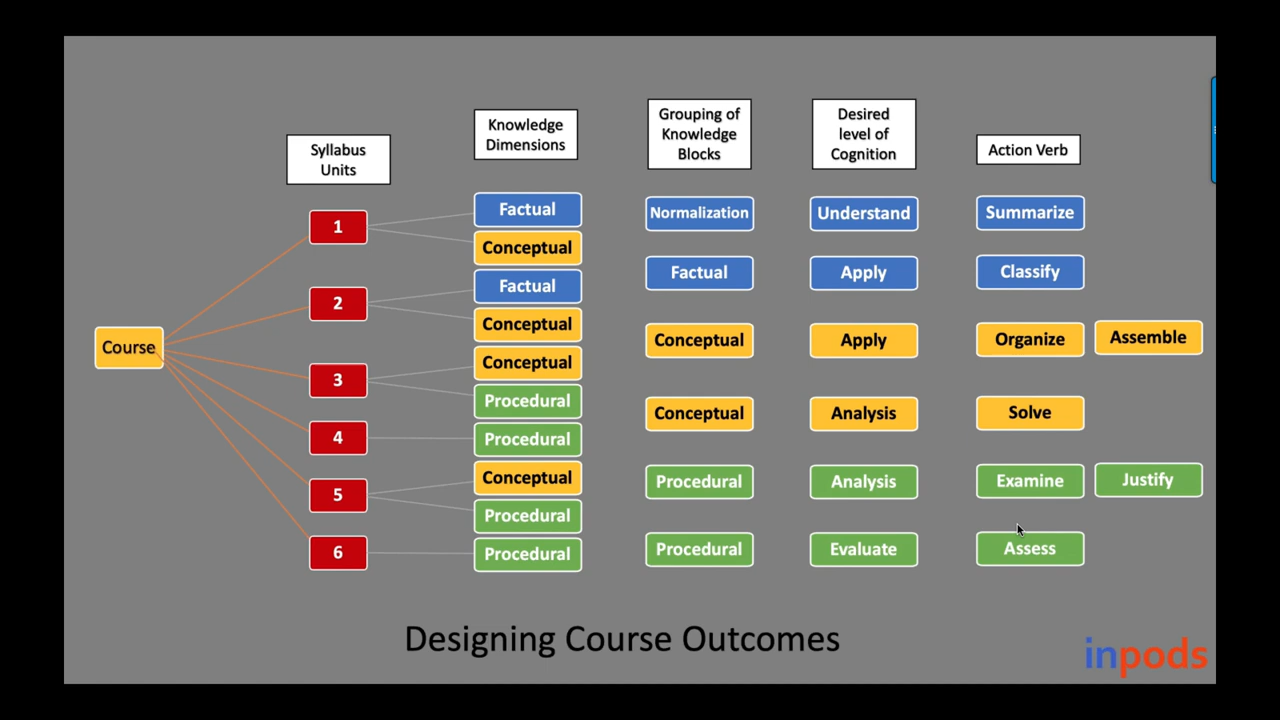 Syllabus
Units
Knowledge
Dimensions
Grouping of
Knowledge
Blocks
Desired
level of
Cognition
Action Verb
Course
1
2
3
4
5
6
Factual
Conceptual
Factual
Conceptual
Conceptual
Procedural
Procedural
Conceptual
Procedural
Procedural
Normalization
Factual
Conceptual
Conceptual
Procedural
Procedural
Understand
Apply
Apply
Analysis
Analysis
Evaluate
Summarize
Classify
Organize
Assemble
Solve
Examine
Justify
Assess
Designing Course Outcomes
inpods